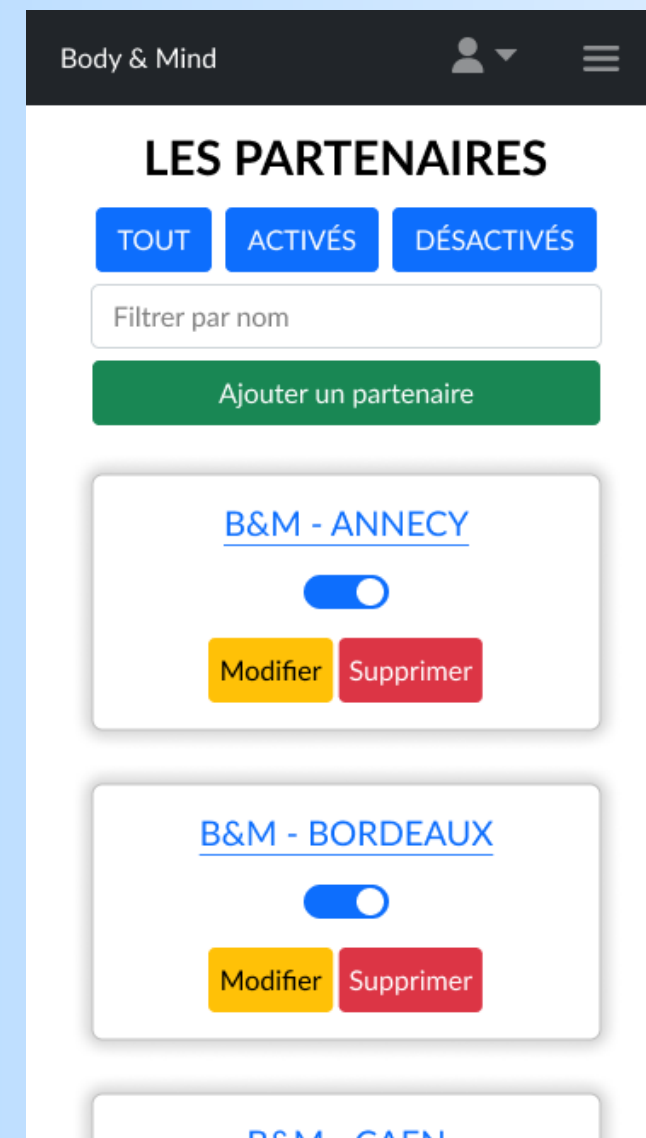 Body & Mind
LES PARTENAIRES
TOUT ACTIVÉS DÉSACTIVÉS
Filtrer par nom
Ajouter un partenaire
B&M - ANNECY
Modifier Supprimer
B&M - BORDEAUX
Modifier Supprimer
B&M - CAEN